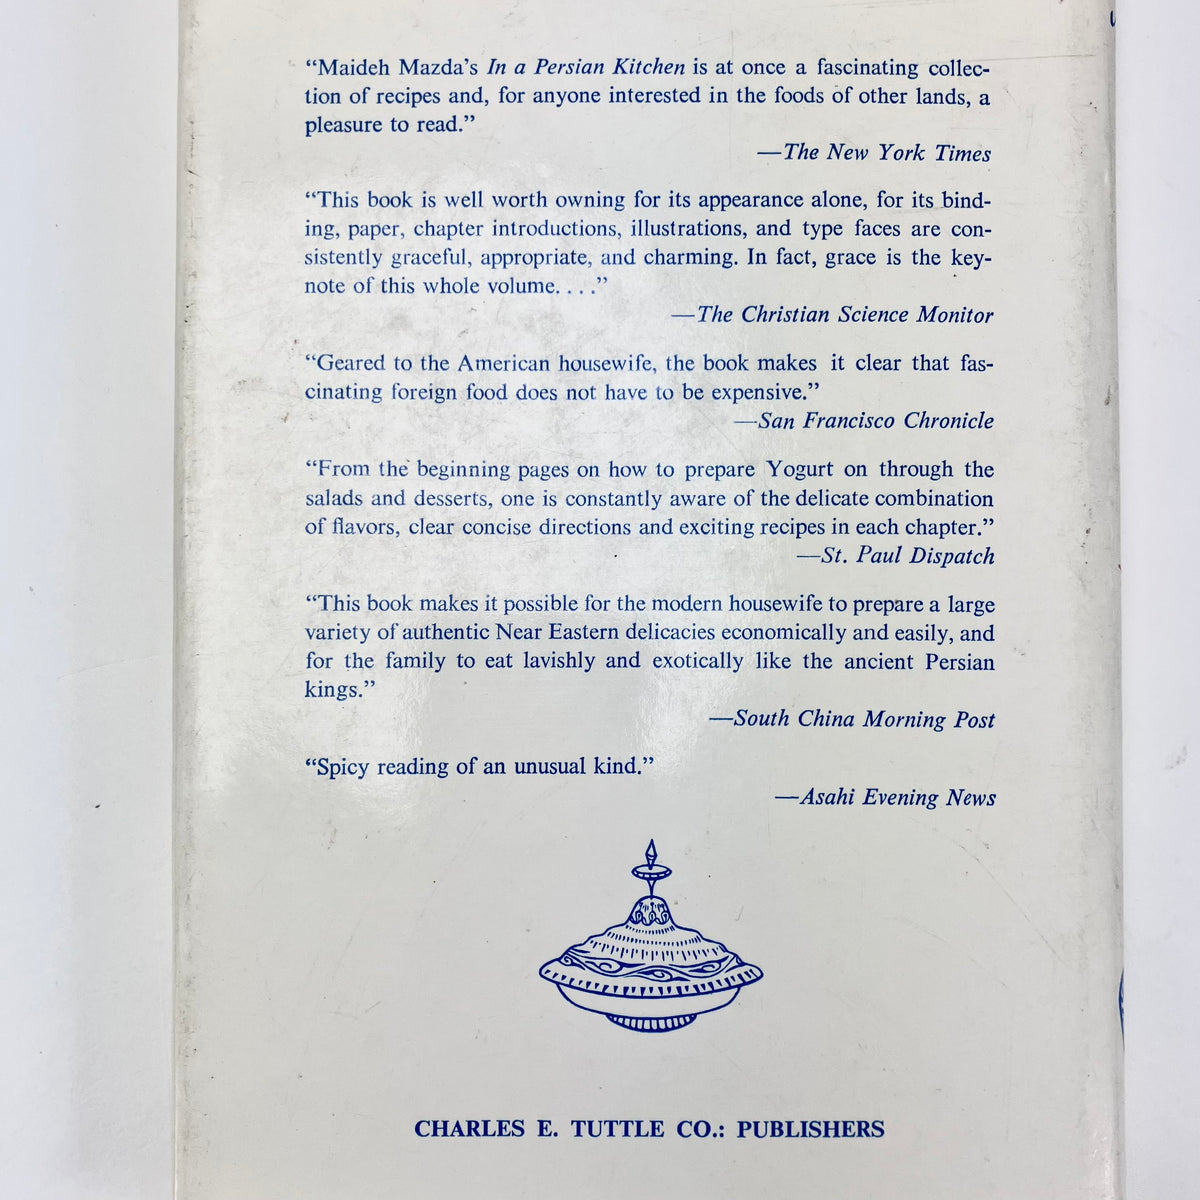 “Maideh Mazda’s In a Persian Kitchen is at once a fascinating collec-
tion of recipes and, for anyone interested in the foods of other lands, a
pleasure to read.”
—The New York Times
“This book is well worth owning for its appearance alone, for its bind-
ing, paper, chapter introductions, illustrations, and type faces are con-
sistently graceful, appropriate, and charming. In fact, grace is the key-
note of this whole volume. . . .”
—The Christian Science Monitor
“Geared to the American housewife, the book makes it clear that fas-
cinating foreign food does not have to be expensive.”
—San Francisco Chronicle
“From the beginning pages on how to prepare Yogurt on through the
salads and desserts, one is constantly aware of the delicate combination
of flavors, clear concise directions and exciting recipes in each chapter.”
—St. Paul Dispatch
“This book makes it possible for the modern housewife to prepare a large
variety of authentic Near Eastern delicacies economically and easily, and
for the family to eat lavishly and exotically like the ancient Persian
kings.”
—South China Morning Post
“Spicy reading of an unusual kind.”
—Asahi Evening News
CHARLES E. TUTTLE CO.: PUBLISHERS